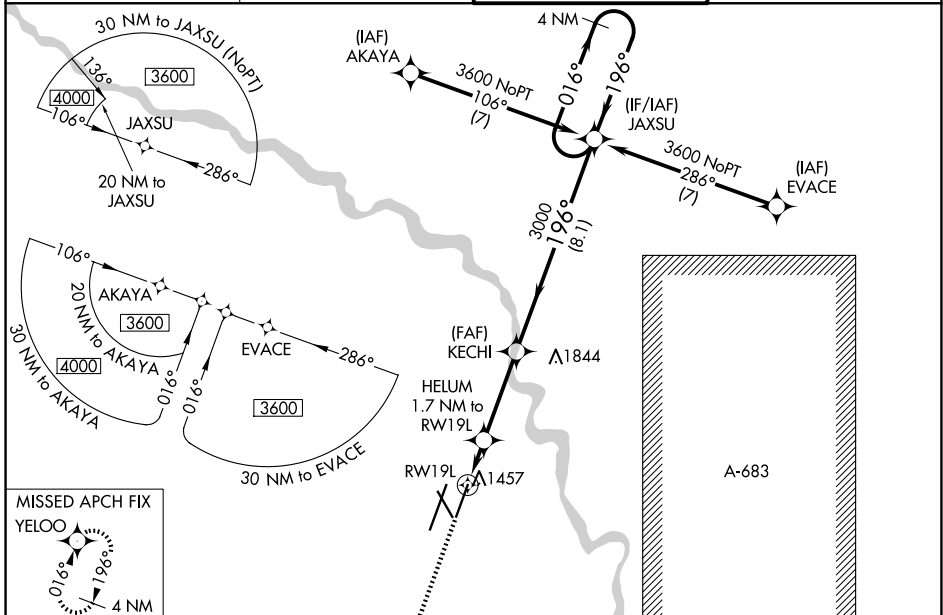 30 NM to JAXSU (NoPT)
136°
3600
4000
106°
JAXSU
286°
20 NM to
JAXSU
4 NM
(IAF)
AKAYA
3600 NoPT
106°
(7)
016°
196°
(IF/IAF)
JAXSU
3600 NoPT
286°
(7)
(IAF)
EVACE
3000
196°
(8.1)
106°
AKAYA
3600
20 NM to AKAYA
4000
30 NM to AKAYA
016°
016°
EVACE
286°
3600
30 NM to EVACE
(FAF)
KECHI
1844
HELUM
1.7 NM to
RW19L
RW19L
1457
A-683
MISSED APCH FIX
YELOO
016°
196°
4 NM